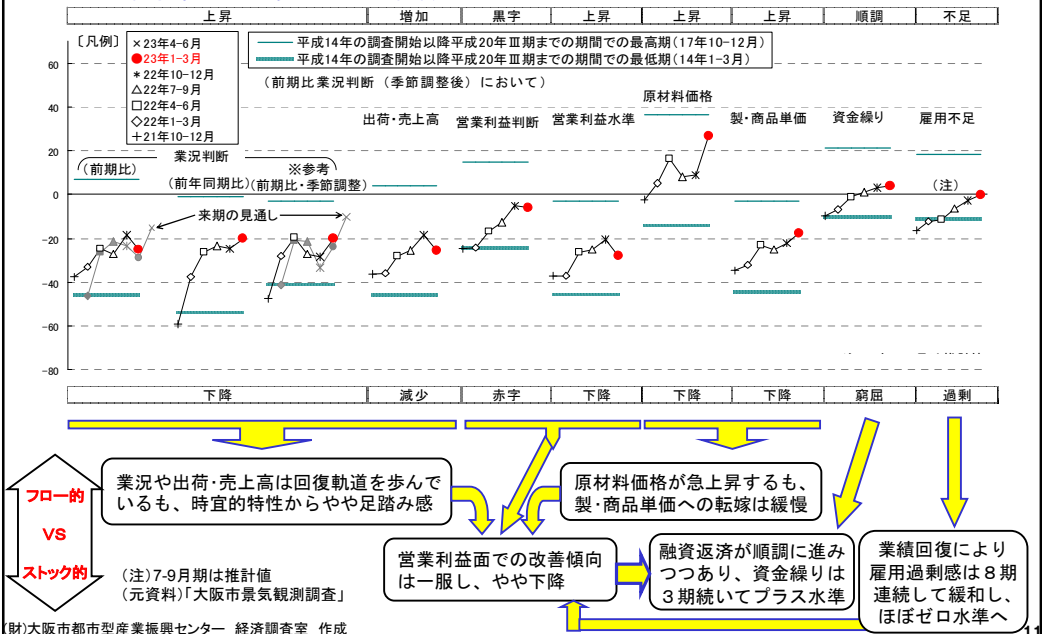 上昇 増加 黒字 上昇 上昇 上昇 順調 不足
〔凡例〕
×23年4-6月
●23年1-3月
＊22年10-12月
△22年7-9月
□22年4-6月
◇22年1-3月
＋21年10-12月
平成14年の調査開始以降平成20年Ⅲ期までの期間での最高期(17年10-12月)
平成14年の調査開始以降平成20年Ⅲ期までの期間での最低期(14年1-3月)
(前期比業況判断（季節調整後）において)
60
40
20
0
−20
−40
−60
−80
業況判断
(前期比)
(前年同期比)
※参考
(前期比・季節調整)
来期の見通し
出荷・売上高
営業利益判断
営業利益水準
原材料価格
製・商品単価
資金繰り
雇用不足
(注)
下降 減少 赤字 下降 下降 下降 窮屈 過剰
フロー的
VS
ストック的
業況や出荷・売上高は回復軌道を歩んで
いるも、時宜的特性からやや足踏み感
原材料価格が急上昇するも、
製・商品単価への転嫁は緩慢
営業利益面での改善傾向
は一服し、やや下降
融資返済が順調に進み
つつあり、資金繰りは
３期続いてプラス水準
業績回復により
雇用過剰感は８期
連続して緩和し、
ほぼゼロ水準へ
(注)7-9月期は推計値
(元資料)「大阪市景気観測調査」
(財)大阪市都市型産業振興センター 経済調査室 作成
11